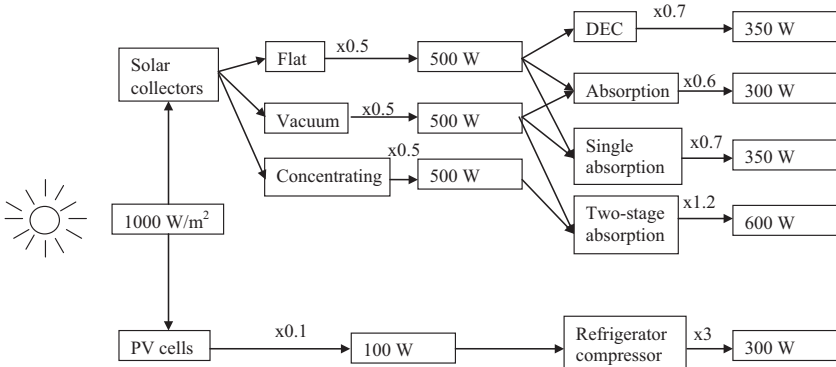 x0.7
DEC
350 W
x0.5
Flat
500 W
Solar
collectors
x0.6
Absorption
300 W
x0.5
Vacuum
500 W
x0.7
Single
absorption
350 W
x0.5
Concentrating
500 W
x1.2
Two-stage
absorption
600 W
1000 W/m²
x0.1
PV cells
100 W
Refrigerator
compressor
x3
300 W